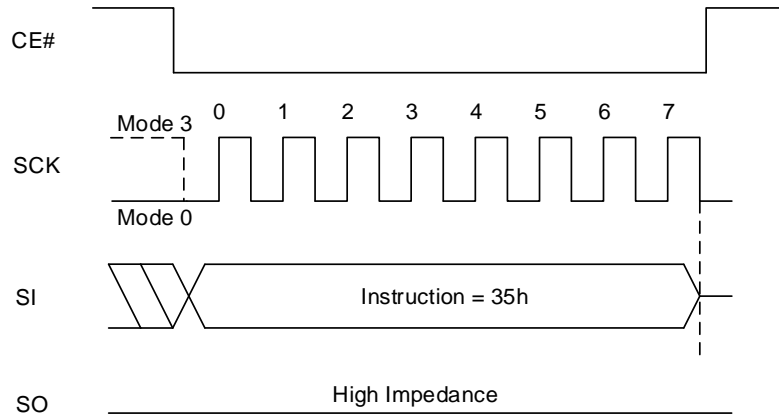 CE#
0 1 2 3 4 5 6 7
Mode 3
SCK
Mode 0
SI
Instruction = 35h
High Impedance
SO